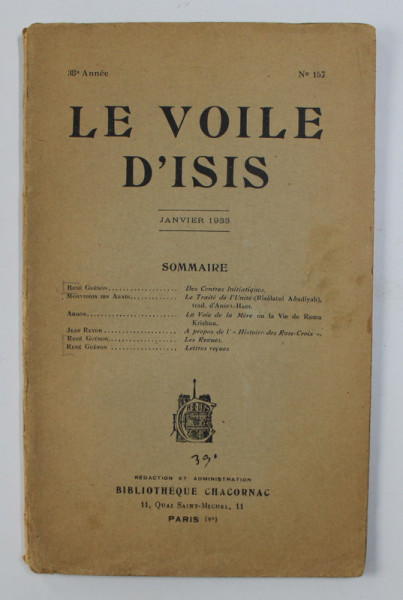 38e Année No 157
LE VOILE
D'ISIS
JANVIER 1933
SOMMAIRE
RENÉ GUÉNON.................. Des Centres Initiatiques.
MOHYIDDIN IBN ARABI............ Le Traité de l'Unité (Risâlatul Ahadiyah),
trad. d'Abdul-Hadi.
ARGOS......................... La Voie de la Mère ou la Vie de Rama
Krishna.
JEAN REYOR.................... A propos de l' « Histoire des Rose-Croix ».
RENÉ GUÉNON................... Les Revues.
RENÉ GUÉNON ................... Lettres reçues
39
RÉDACTION ET ADMINISTRATION
BIBLIOTHÈQUE CHACORNAC
11, QUAI SAINT-MICHEL, 11
PARIS (Ve)